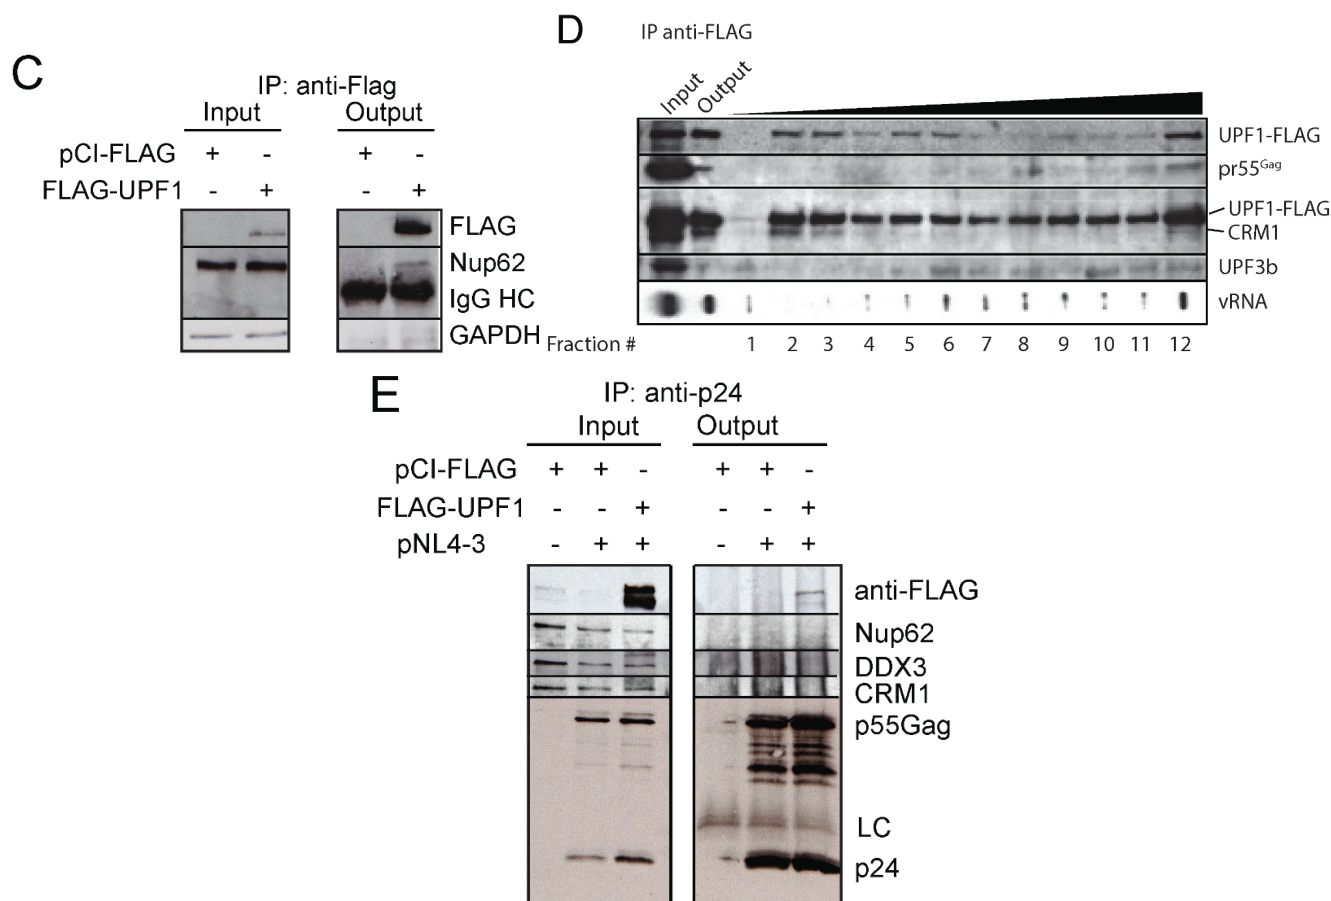 C
IP: anti-Flag
Input Output
pCI-FLAG + - + -
FLAG-UPF1 - + - +
FLAG
Nup62
IgG HC
GAPDH
D
IP anti-FLAG
Input Output
UPF1-FLAG
pr55Gag
UPF1-FLAG
CRM1
UPF3b
vRNA
Fraction # 1 2 3 4 5 6 7 8 9 10 11 12
E
IP: anti-p24
Input Output
pCI-FLAG + + - + + -
FLAG-UPF1 - - + - - +
pNL4-3 - + + - + +
anti-FLAG
Nup62
DDX3
CRM1
p55Gag
LC
p24